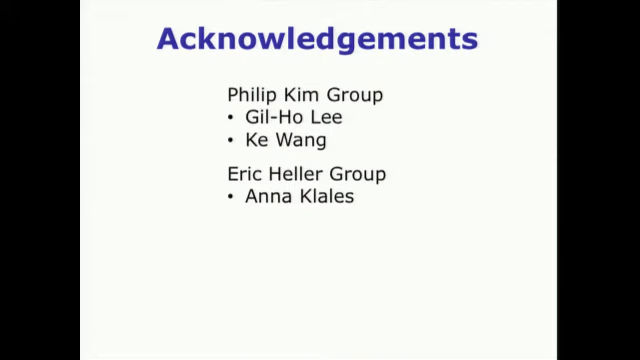 Acknowledgements
Philip Kim Group
• Gil-Ho Lee
• Ke Wang
Eric Heller Group
• Anna Klales